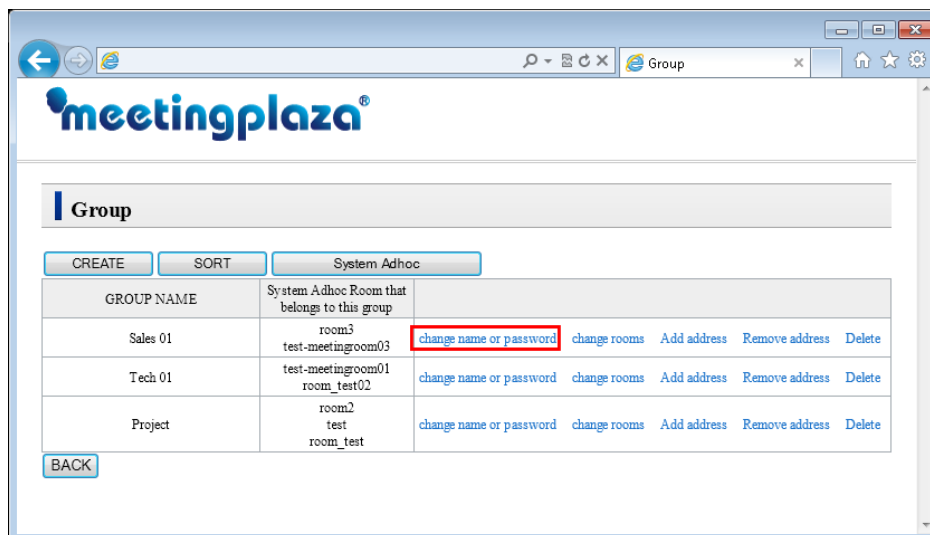 Group
meetingplaza®
Group
CREATE SORT System Adhoc
GROUP NAME System Adhoc Room that
belongs to this group
Sales 01 room3
test-meetingroom03 change name or password change rooms Add address Remove address Delete
Tech 01 test-meetingroom01
room_test02 change name or password change rooms Add address Remove address Delete
Project room2
test
room_test change name or password change rooms Add address Remove address Delete
BACK